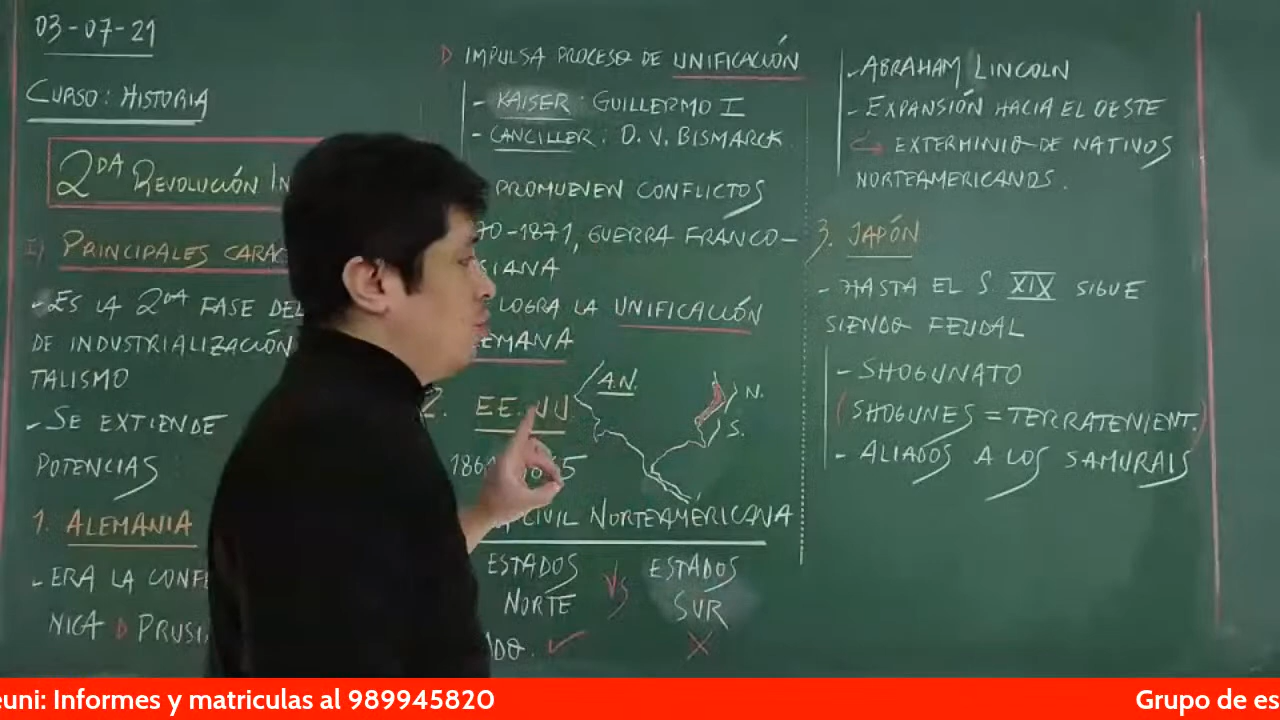 03-07-21
CURSO: HISTORIA
2DA REVOLUCIÓN IN
I) PRINCIPALES CARAC
- ES LA 2DA FASE DEL
DE INDUSTRIALIZACIÓN
TALISMO
- SE EXTIENDE
POTENCIAS:
1. ALEMANIA
- ERA LA CONFE
NICA PRUSI
IMPULSA PROCESO DE UNIFICACIÓN
- KAISER: GUILLERMO I
- CANCILLER: O. V. BISMARCK
PROMUEVEN CONFLICTOS
70-1871, GUERRA FRANCO-
SIANA
LOGRA LA UNIFICACIÓN
EMANA
2. EE.UU.
A.N.
N.
S.
CIVIL NORTEAMERICANA
ESTADOS NORTE VS ESTADOS SUR
ADO. ✓ X
- ABRAHAM LINCOLN
- EXPANSIÓN HACIA EL OESTE
↳ EXTERMINIO DE NATIVOS
NORTEAMERICANOS.
3. JAPÓN
- HASTA EL S. XIX SIGUE
SIENDO FEUDAL
- SHOGUNATO
(SHOGUNES = TERRATENIENT.)
- ALIADOS A LOS SAMURAIS
euni: Informes y matriculas al 989945820
Grupo de es